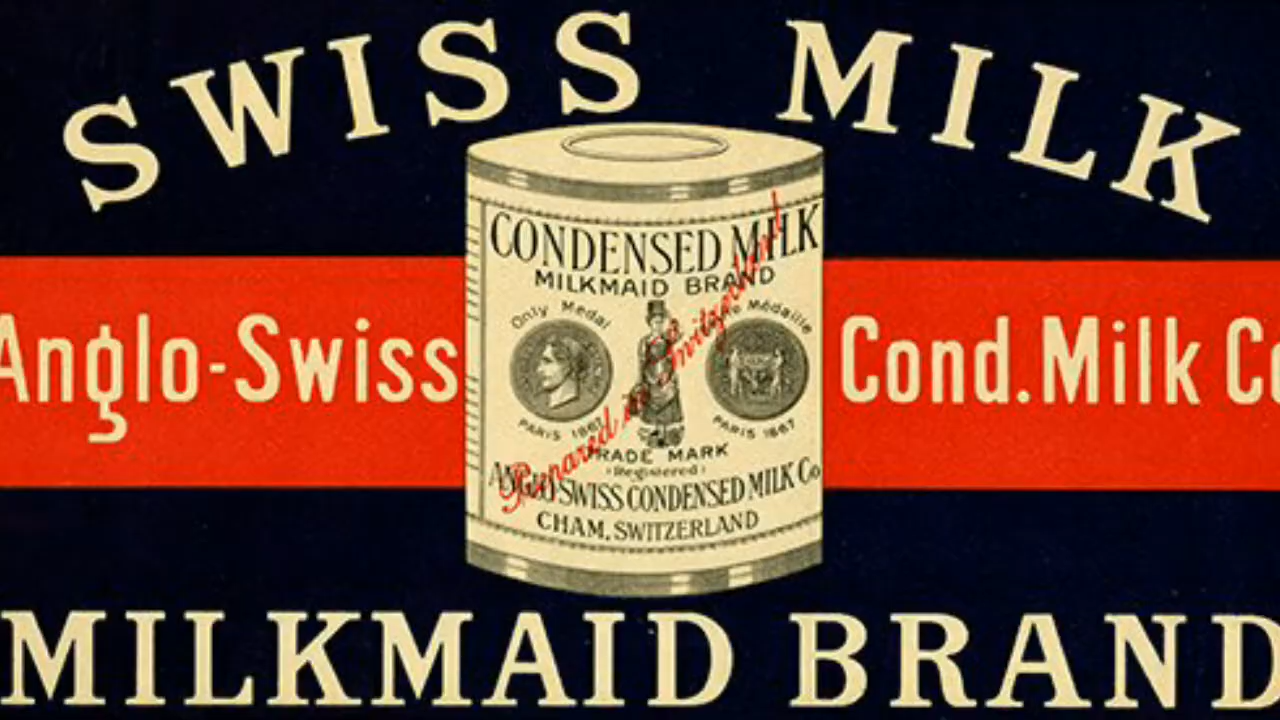 SWISS MILK
CONDENSED MILK
MILKMAID BRAND
Only Medal
Médaille
PARIS 1867
PARIS 1867
Prepared in Switzerland
TRADE MARK
(Registered)
ANGLO-SWISS CONDENSED MILK Co
CHAM, SWITZERLAND
Anglo-Swiss
Cond. Milk Co
MILKMAID BRAND